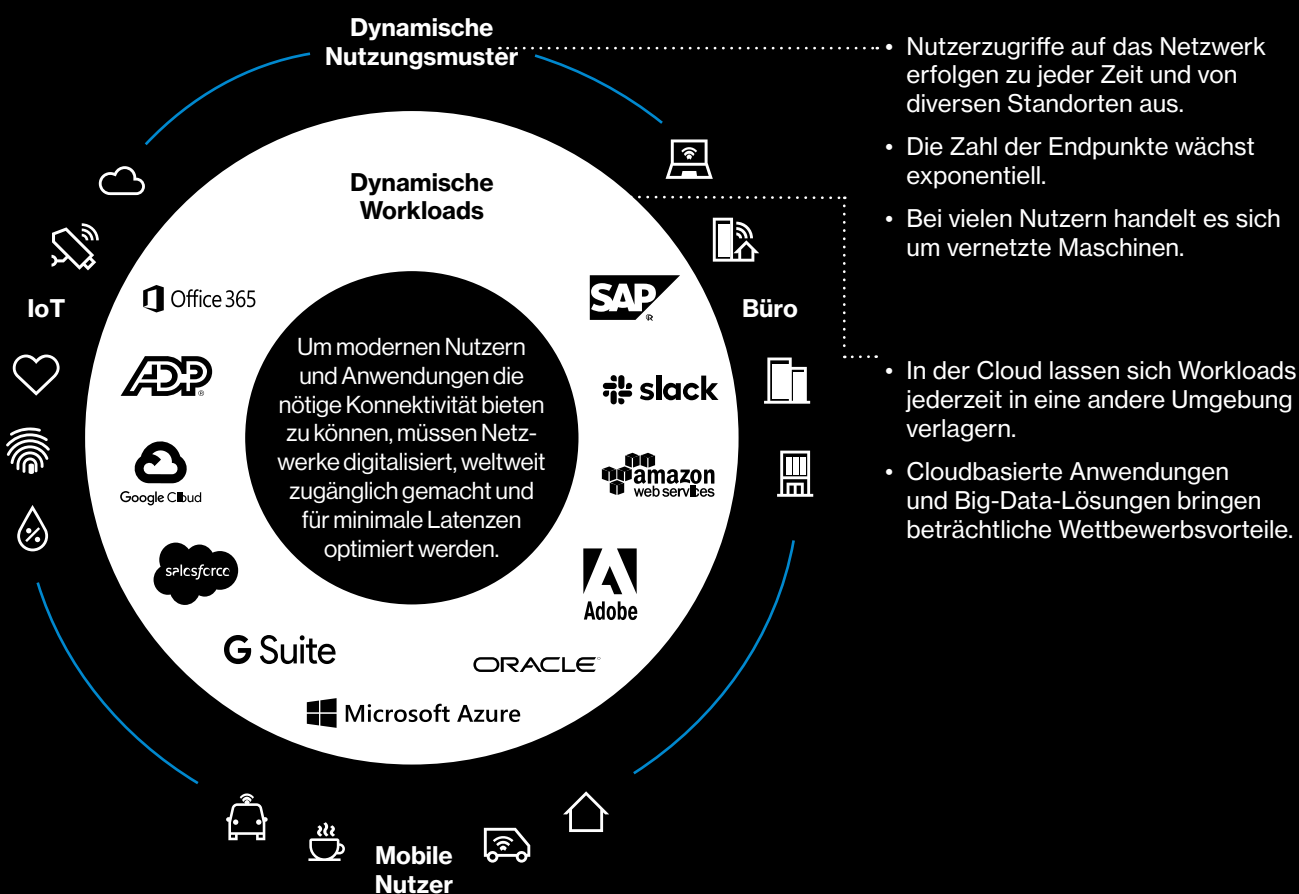 Dynamische
Nutzungsmuster
• Nutzerzugriffe auf das Netzwerk
erfolgen zu jeder Zeit und von
diversen Standorten aus.
• Die Zahl der Endpunkte wächst
exponentiell.
• Bei vielen Nutzern handelt es sich
um vernetzte Maschinen.
• In der Cloud lassen sich Workloads
jederzeit in eine andere Umgebung
verlagern.
• Cloudbasierte Anwendungen
und Big-Data-Lösungen bringen
beträchtliche Wettbewerbsvorteile.
Dynamische
Workloads
IoT
Büro
Mobile
Nutzer
Office 365
ADP®
Google Cloud
salesforce
G Suite
Microsoft Azure
ORACLE®
Adobe
amazon
web services
slack
SAP®
Um modernen Nutzern
und Anwendungen die
nötige Konnektivität bieten
zu können, müssen Netz-
werke digitalisiert, weltweit
zugänglich gemacht und
für minimale Latenzen
optimiert werden.